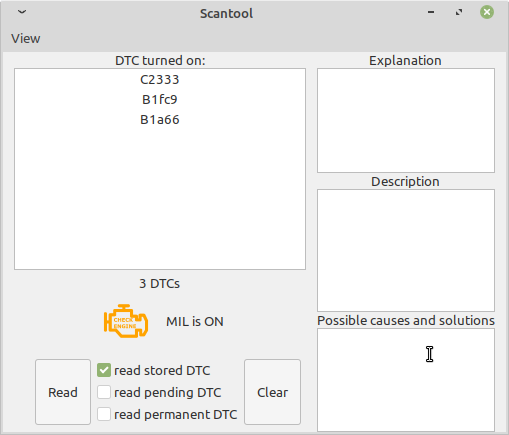 Scantool
View
DTC turned on:
C2333
B1fc9
B1a66
3 DTCs
CHECK
ENGINE
MIL is ON
Read
read stored DTC
read pending DTC
read permanent DTC
Clear
Explanation
Description
Possible causes and solutions